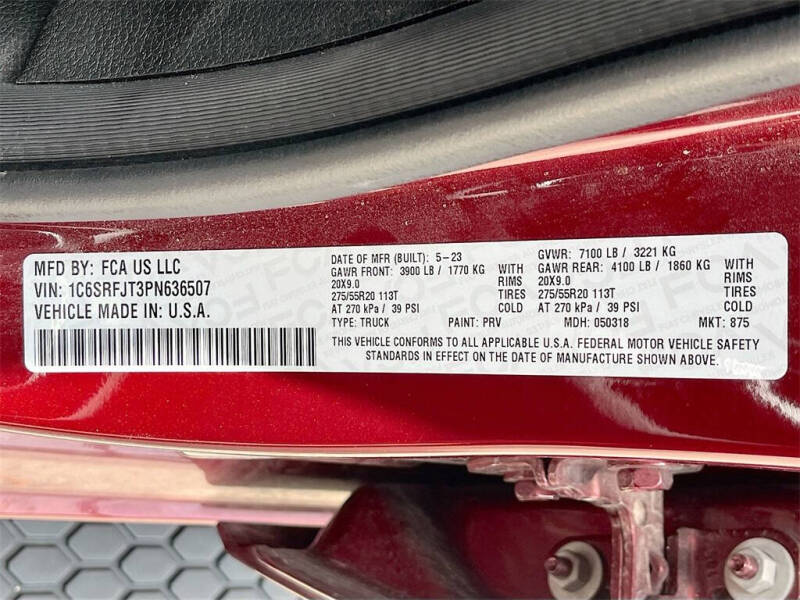 MFD BY: FCA US LLC
VIN: 1C6SRFJT3PN636507
VEHICLE MADE IN: U.S.A.
DATE OF MFR (BUILT): 5-23 GVWR: 7100 LB / 3221 KG
GAWR FRONT: 3900 LB / 1770 KG WITH GAWR REAR: 4100 LB / 1860 KG WITH
20X9.0 RIMS 20X9.0 RIMS
275/55R20 113T 275/55R20 113T
AT 270 kPa / 39 PSI COLD AT 270 kPa / 39 PSI COLD
TYPE: TRUCK PAINT: PRV MDH: 050318 MKT: 875
THIS VEHICLE CONFORMS TO ALL APPLICABLE U.S.A. FEDERAL MOTOR VEHICLE SAFETY
STANDARDS IN EFFECT ON THE DATE OF MANUFACTURE SHOWN ABOVE.